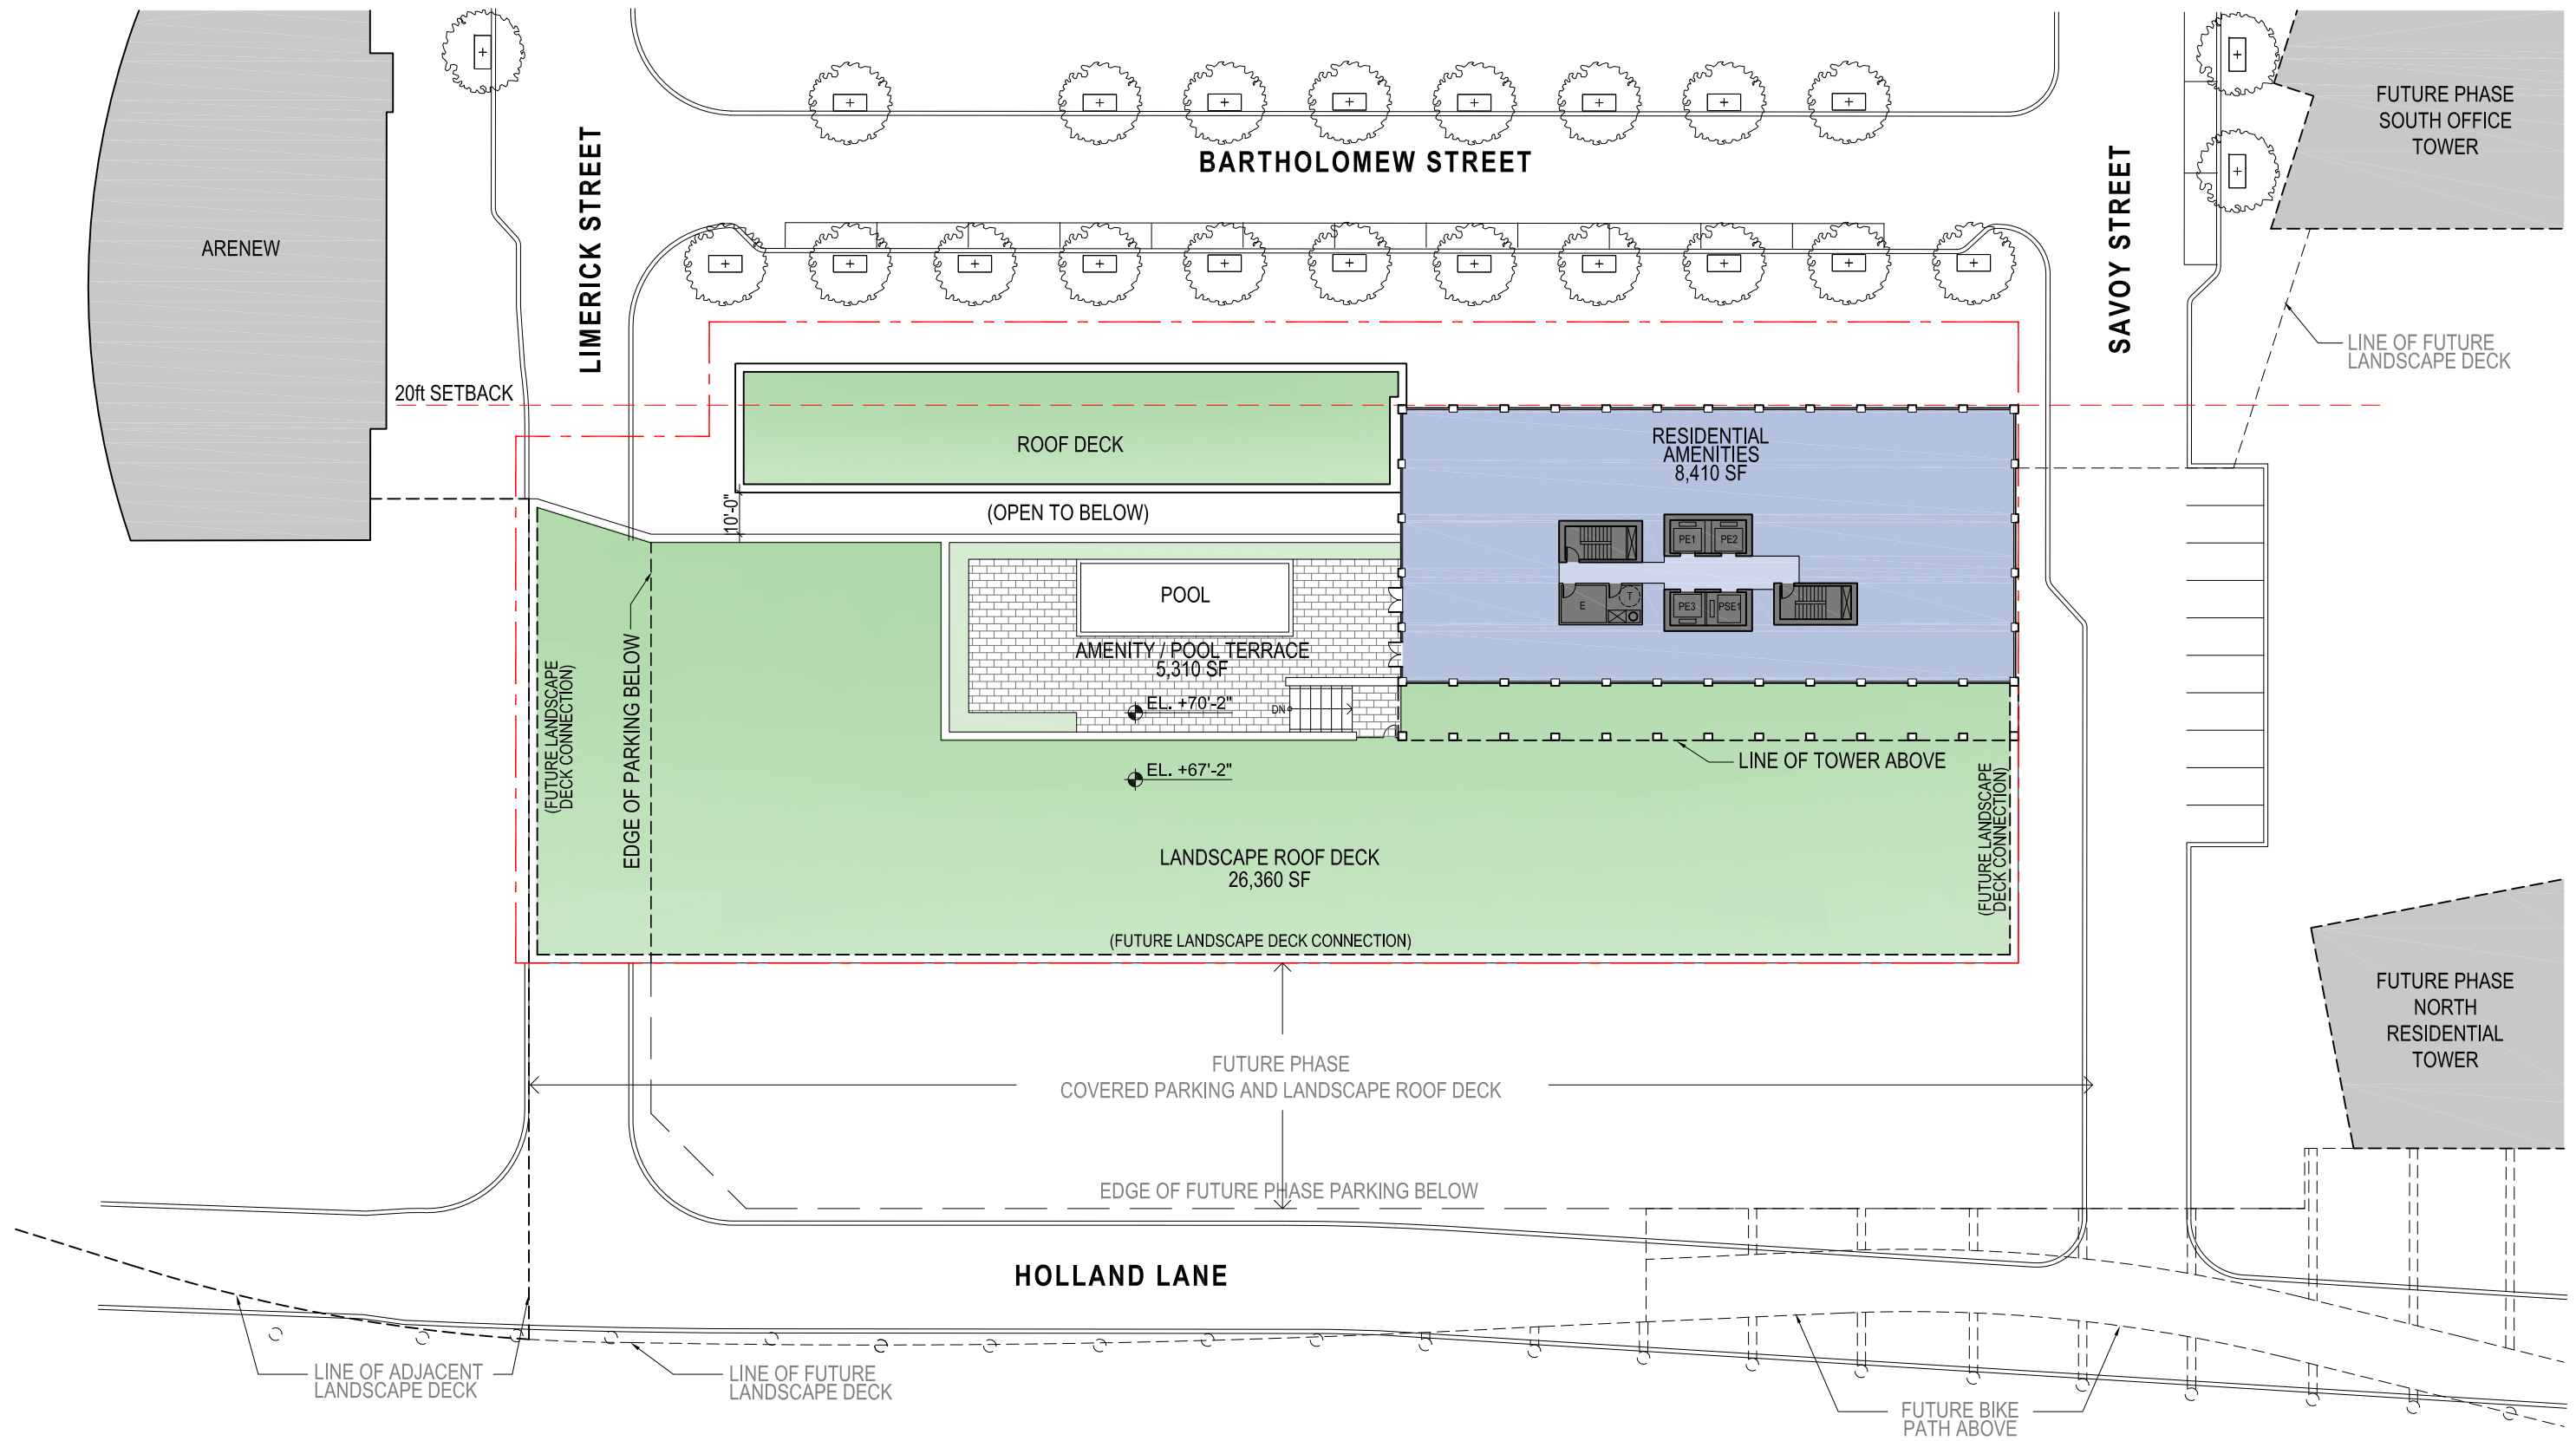 FUTURE PHASE
SOUTH OFFICE
TOWER
BARTHOLOMEW STREET
LIMERICK STREET
SAVOY STREET
ARENEW
LINE OF FUTURE
LANDSCAPE DECK
20ft SETBACK
ROOF DECK
RESIDENTIAL
AMENITIES
8,410 SF
10'-0"
(OPEN TO BELOW)
PE1
PE2
POOL
E
T
PE3
PSE1
AMENITY / POOL TERRACE
5,310 SF
EL. +70'-2"
DN
(FUTURE LANDSCAPE
DECK CONNECTION)
EDGE OF PARKING BELOW
LINE OF TOWER ABOVE
EL. +67'-2"
(FUTURE LANDSCAPE
DECK CONNECTION)
LANDSCAPE ROOF DECK
26,360 SF
(FUTURE LANDSCAPE DECK CONNECTION)
FUTURE PHASE
NORTH
RESIDENTIAL
TOWER
FUTURE PHASE
COVERED PARKING AND LANDSCAPE ROOF DECK
EDGE OF FUTURE PHASE PARKING BELOW
HOLLAND LANE
LINE OF ADJACENT
LANDSCAPE DECK
LINE OF FUTURE
LANDSCAPE DECK
FUTURE BIKE
PATH ABOVE